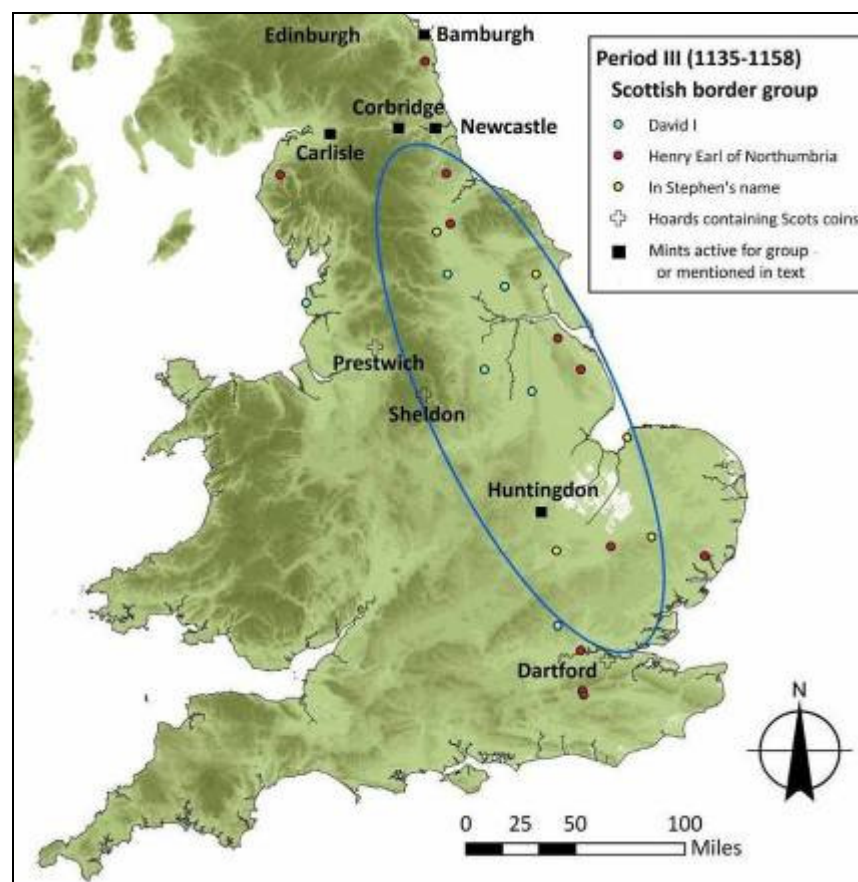 Edinburgh
Bamburgh
Period III (1135-1158)
Scottish border group
David I
Henry Earl of Northumbria
In Stephen's name
Hoards containing Scots coins
Mints active for group
or mentioned in text
Corbridge
Newcastle
Carlisle
Prestwich
Sheldon
Huntingdon
Dartford
N
0 25 50 100
Miles